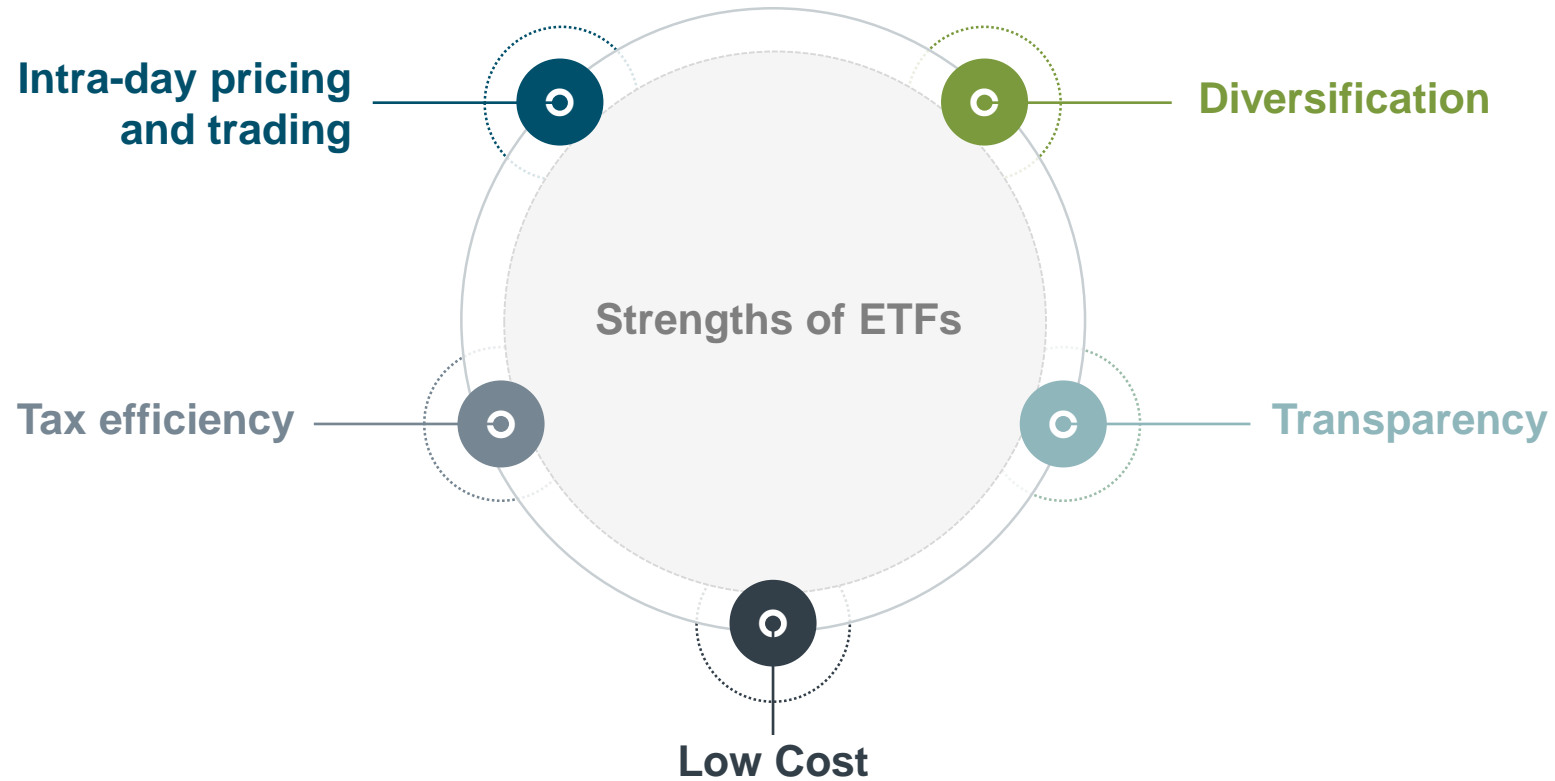 Intra-day pricing
and trading
Diversification
Strengths of ETFs
Tax efficiency
Transparency
Low Cost